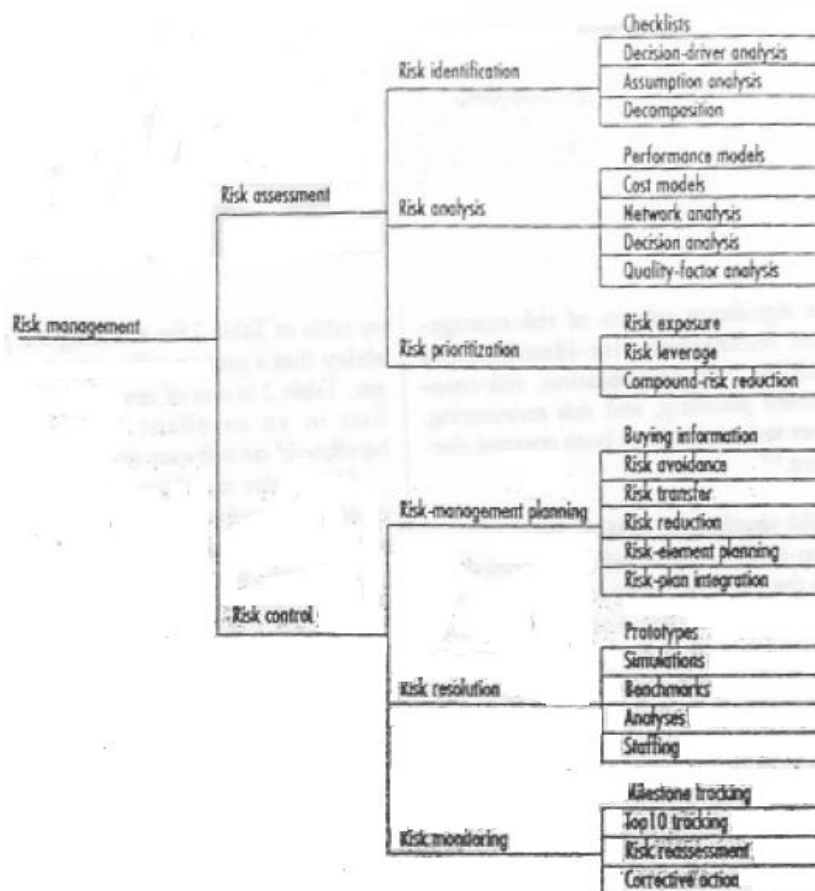 Risk management
Risk assessment
Risk identification
Checklists
Decision-driver analysis
Assumption analysis
Decomposition
Risk analysis
Performance models
Cost models
Network analysis
Decision analysis
Quality-factor analysis
Risk prioritization
Risk exposure
Risk leverage
Compound-risk reduction
Risk control
Risk-management planning
Buying information
Risk avoidance
Risk transfer
Risk reduction
Risk-element planning
Risk-plan integration
Risk resolution
Prototypes
Simulations
Benchmarks
Analyses
Staffing
Risk monitoring
Milestone tracking
Top10 tracking
Risk reassessment
Corrective action